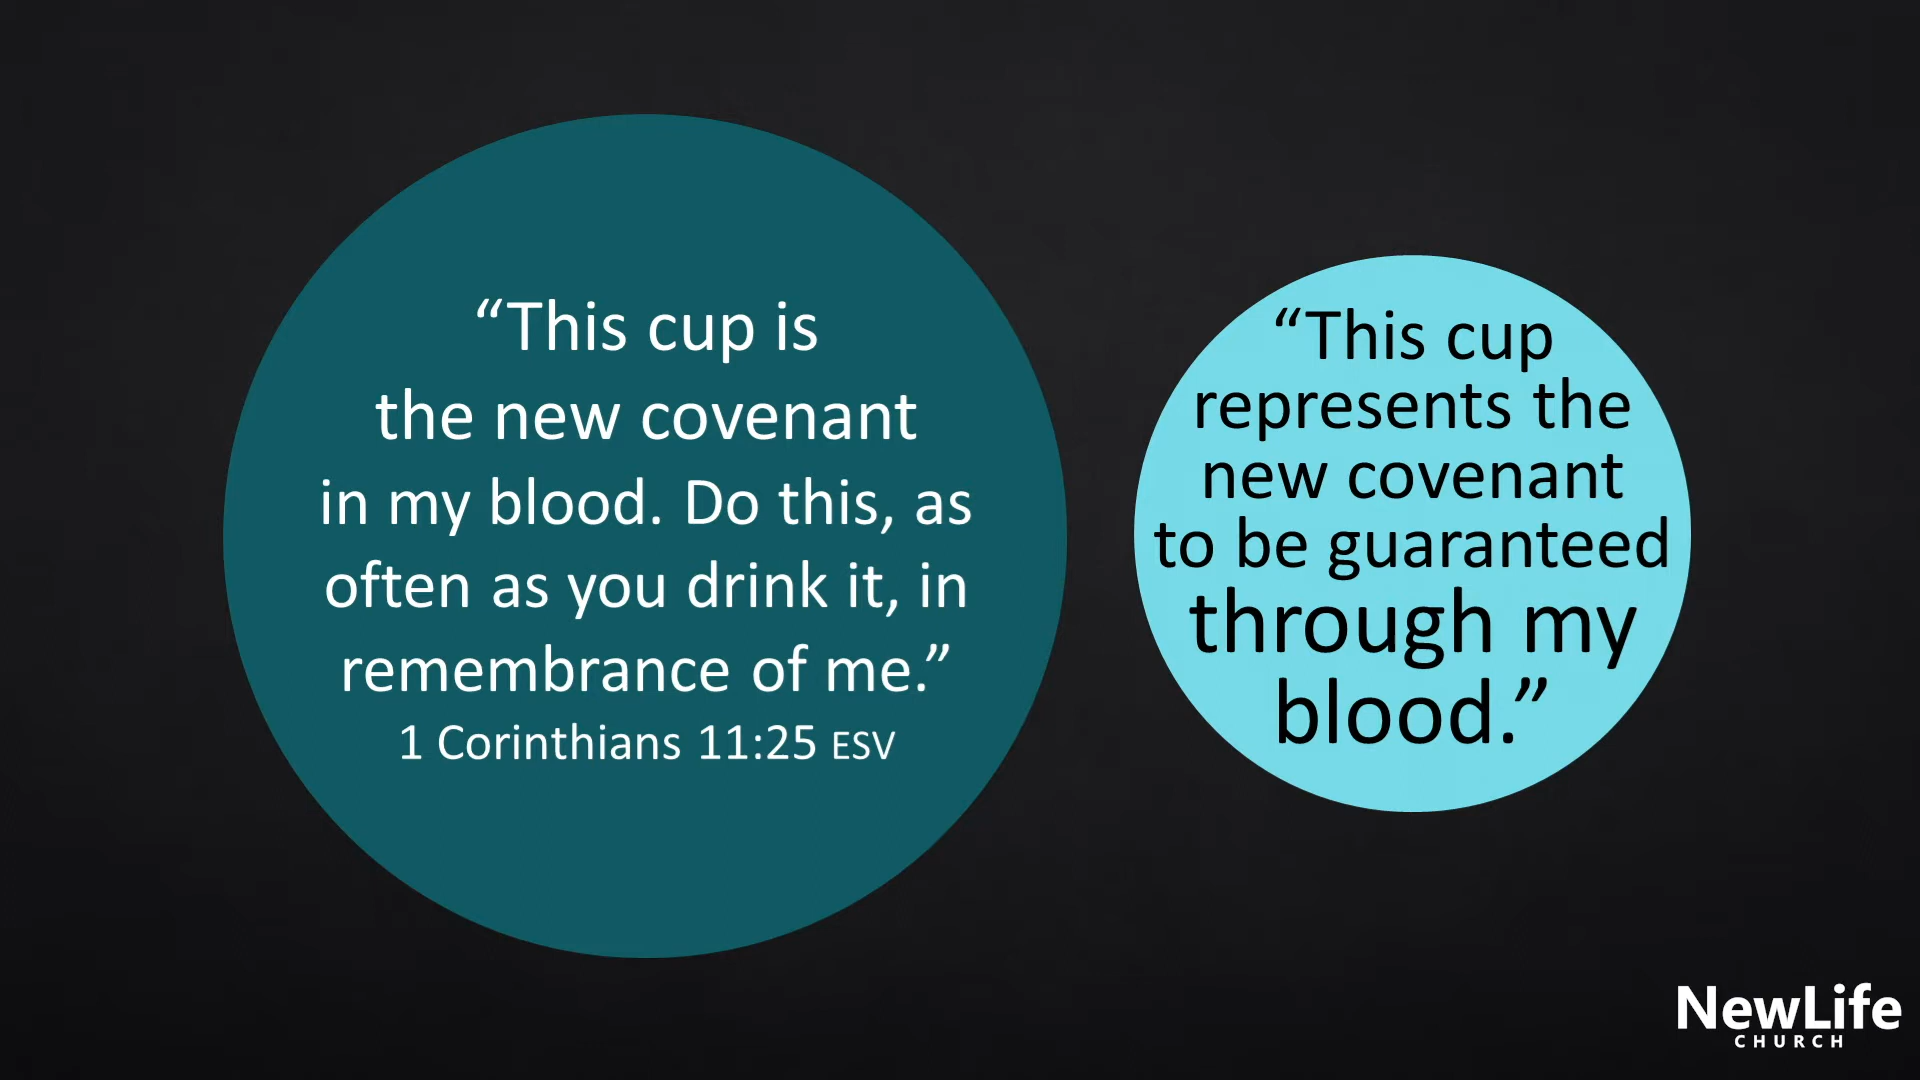 “This cup is
the new covenant
in my blood. Do this, as
often as you drink it, in
remembrance of me.”
1 Corinthians 11:25 ESV
“This cup
represents the
new covenant
to be guaranteed
through my
blood.”
NewLife
CHURCH